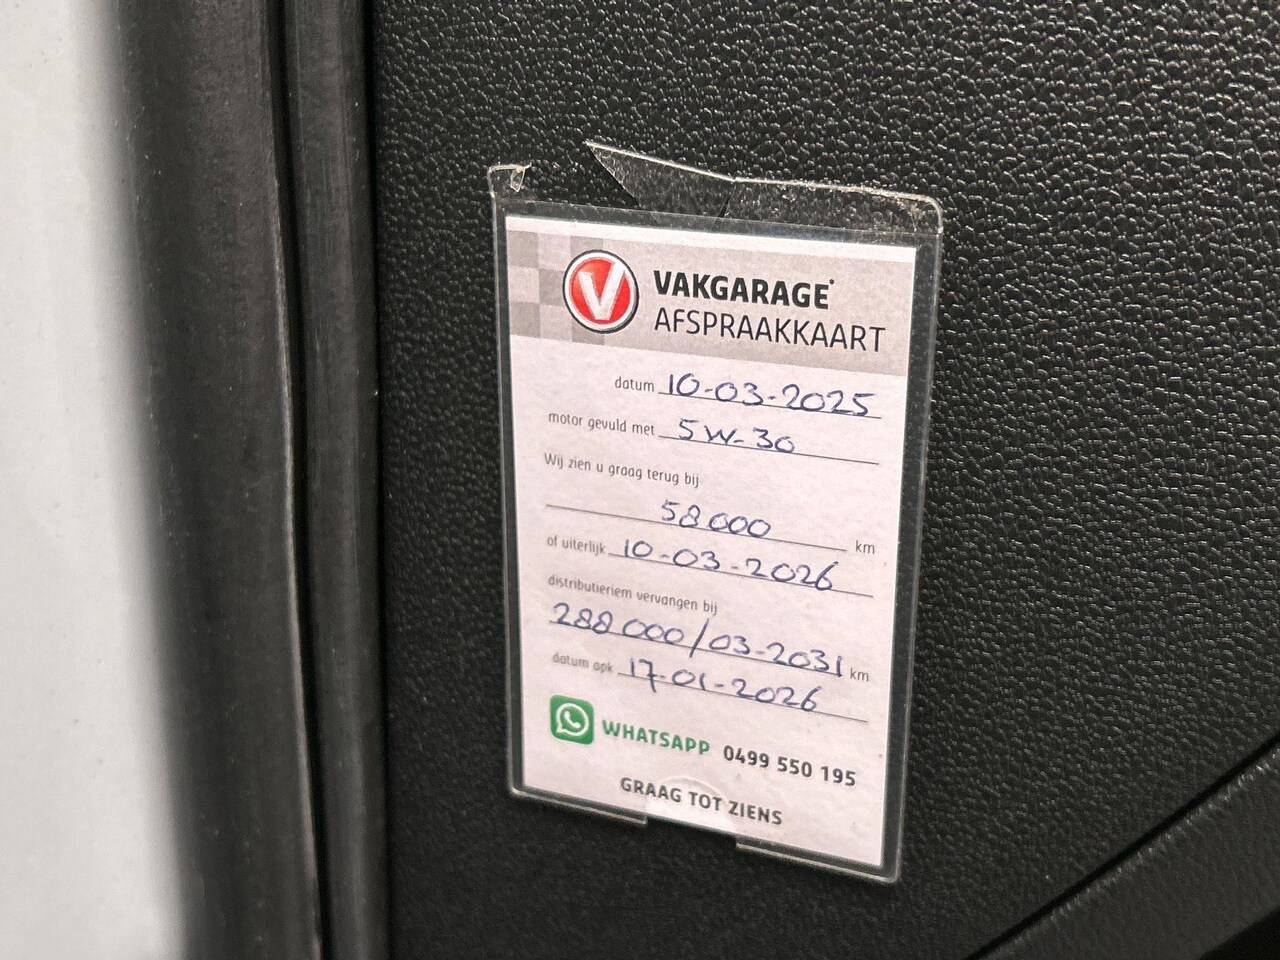 V VAKGARAGE®
AFSPRAAKKAART
datum 10-03-2025
motor gevuld met 5W-30
Wij zien u graag terug bij
58000 km
of uiterlijk 10-03-2026
distributieriem vervangen bij
288000/03-2031 km
datum apk 17-01-2026
WHATSAPP 0499 550 195
GRAAG TOT ZIENS